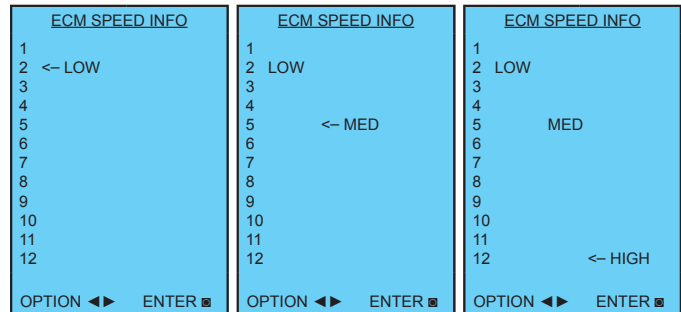 ECM SPEED INFO
1
2 <– LOW
3
4
5
6
7
8
9
10
11
12
OPTION ◄► ENTER ◙
ECM SPEED INFO
1
2 LOW
3
4
5 <– MED
6
7
8
9
10
11
12
OPTION ◄► ENTER ◙
ECM SPEED INFO
1
2 LOW
3
4
5 MED
6
7
8
9
10
11
12 <– HIGH
OPTION ◄► ENTER ◙